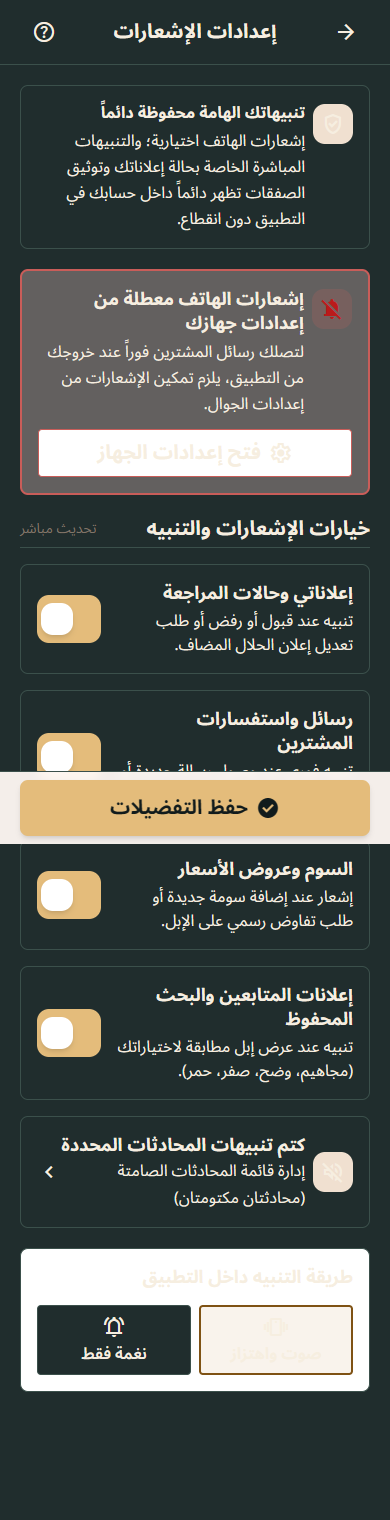 إعدادات الإشعارات
تنبيهاتك الهامة محفوظة دائماً
إشعارات الهاتف اختيارية؛ والتنبيهات
المباشرة الخاصة بحالة إعلاناتك وتوثيق
الصفقات تظهر دائماً داخل حسابك في
التطبيق دون انقطاع.
إشعارات الهاتف معطلة من
إعدادات جهازك
لتصلك رسائل المشترين فوراً عند خروجك
من التطبيق، يلزم تمكين الإشعارات من
إعدادات الجوال.
فتح إعدادات الجهاز
خيارات الإشعارات والتنبيه
تحديث مباشر
إعلاناتي وحالات المراجعة
تنبيه عند قبول أو رفض أو طلب
تعديل إعلان الحلال المضاف.
رسائل واستفسارات
المشترين
حفظ التفضيلات
السوم وعروض الأسعار
إشعار عند إضافة سومة جديدة أو
طلب تفاوض رسمي على الإبل.
إعلانات المتابعين والبحث
المحفوظ
تنبيه عند عرض إبل مطابقة لاختياراتك
(مجاهيم، وضح، صفر، حمر).
كتم تنبيهات المحادثات المحددة
إدارة قائمة المحادثات الصامتة
(محادثتان مكتومتان)
طريقة التنبيه داخل التطبيق
صوت واهتزاز
نغمة فقط